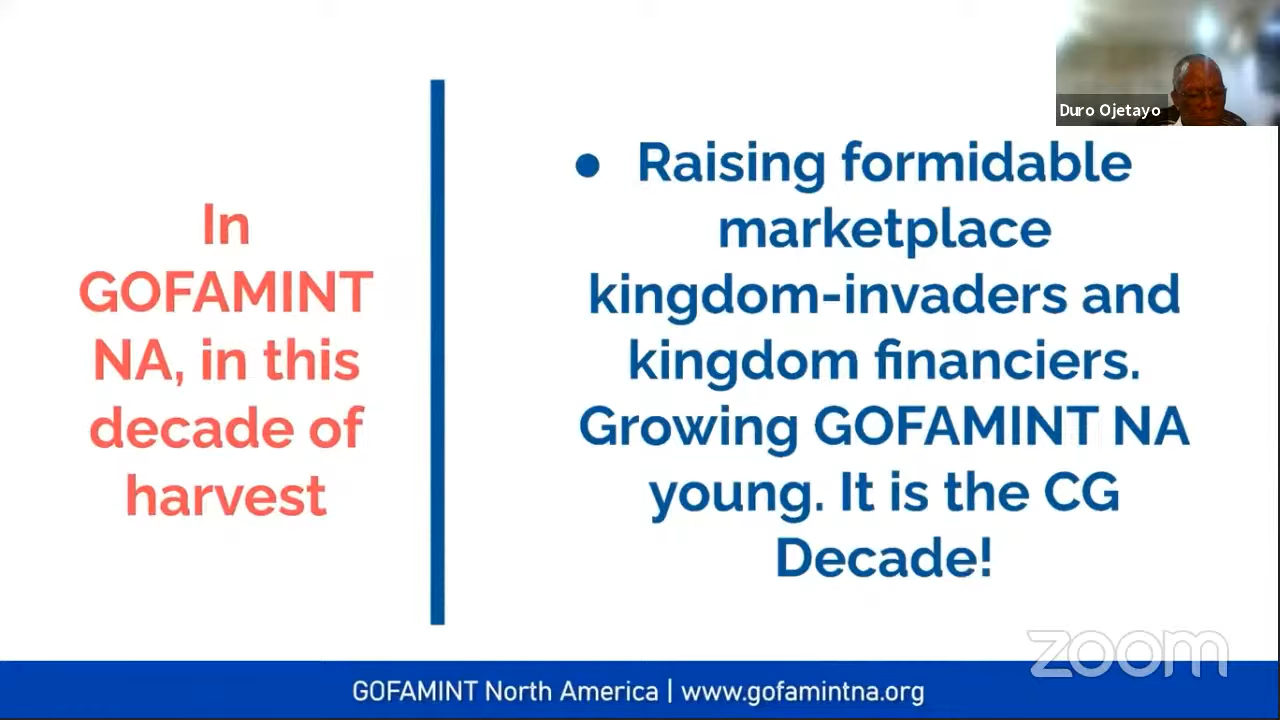 Duro Ojetayo
In
GOFAMINT
NA, in this
decade of
harvest
● Raising formidable
marketplace
kingdom-invaders and
kingdom financiers.
Growing GOFAMINT NA
young. It is the CG
Decade!
zoom
GOFAMINT North America | www.gofamintna.org